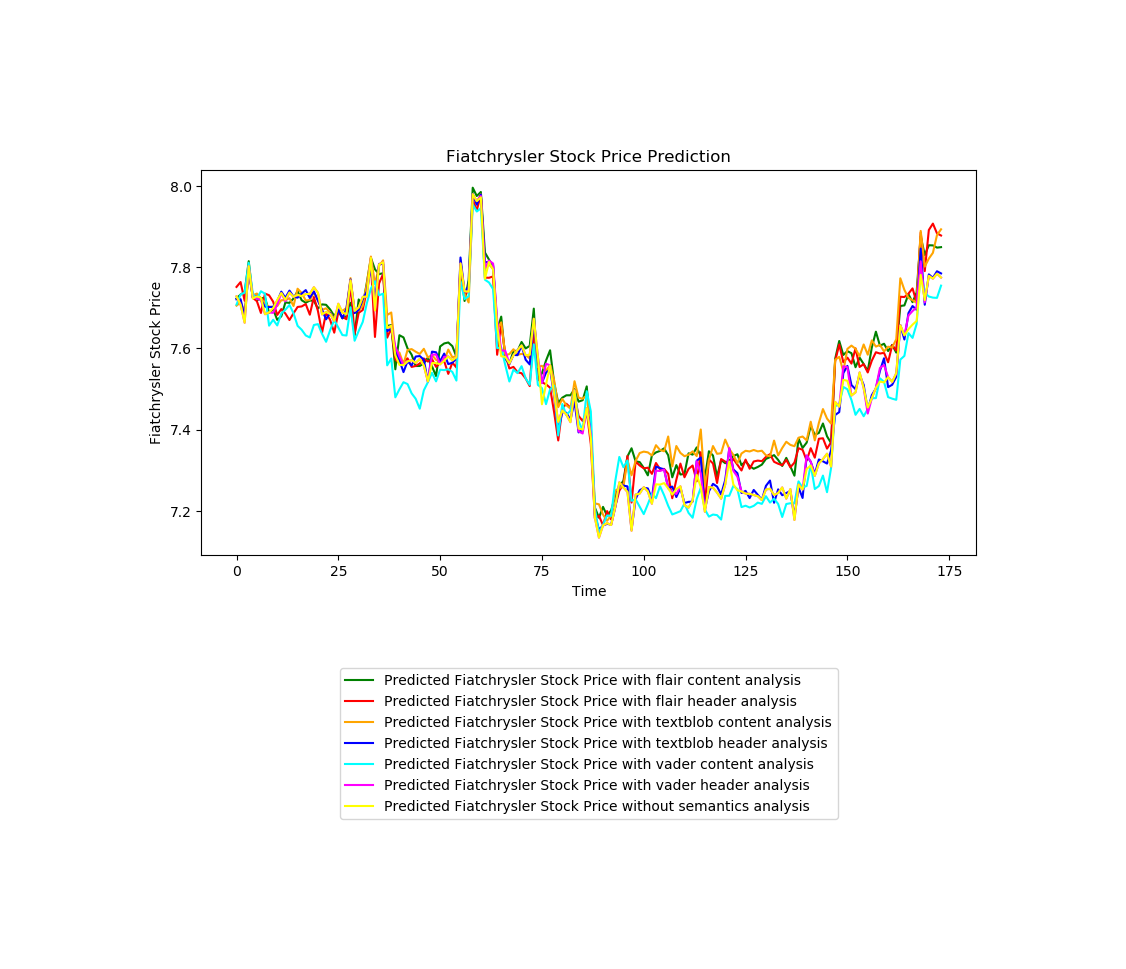 Fiatchrysler Stock Price Prediction
8.0
7.8
7.6
7.4
7.2
Fiatchrysler Stock Price
0 25 50 75 100 125 150 175
Time
Predicted Fiatchrysler Stock Price with flair content analysis
Predicted Fiatchrysler Stock Price with flair header analysis
Predicted Fiatchrysler Stock Price with textblob content analysis
Predicted Fiatchrysler Stock Price with textblob header analysis
Predicted Fiatchrysler Stock Price with vader content analysis
Predicted Fiatchrysler Stock Price with vader header analysis
Predicted Fiatchrysler Stock Price without semantics analysis